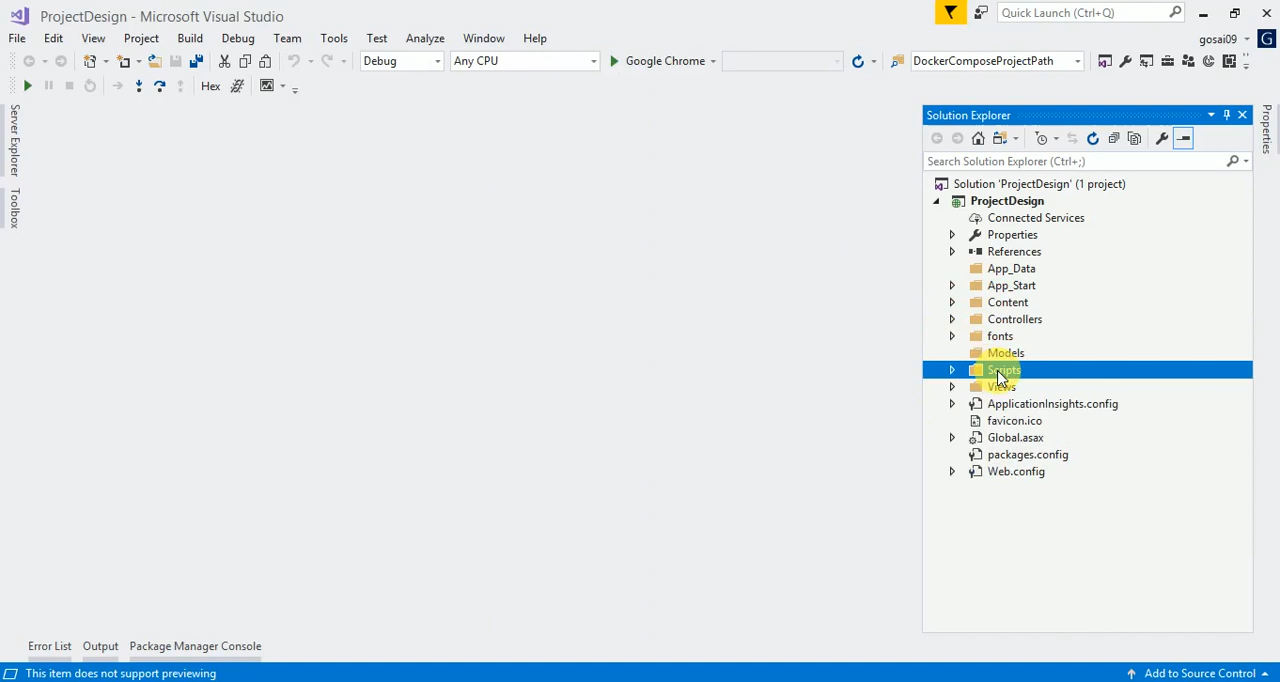 ProjectDesign - Microsoft Visual Studio
Quick Launch (Ctrl+Q)
File Edit View Project Build Debug Team Tools Test Analyze Window Help
gosai09 G
Debug Any CPU Google Chrome DockerComposeProjectPath
Hex
Server Explorer
Toolbox
Solution Explorer
Properties
Search Solution Explorer (Ctrl+;)
Solution 'ProjectDesign' (1 project)
ProjectDesign
Connected Services
Properties
References
App_Data
App_Start
Content
Controllers
fonts
Models
Scripts
Views
ApplicationInsights.config
favicon.ico
Global.asax
packages.config
Web.config
Error List Output Package Manager Console
This item does not support previewing
Add to Source Control